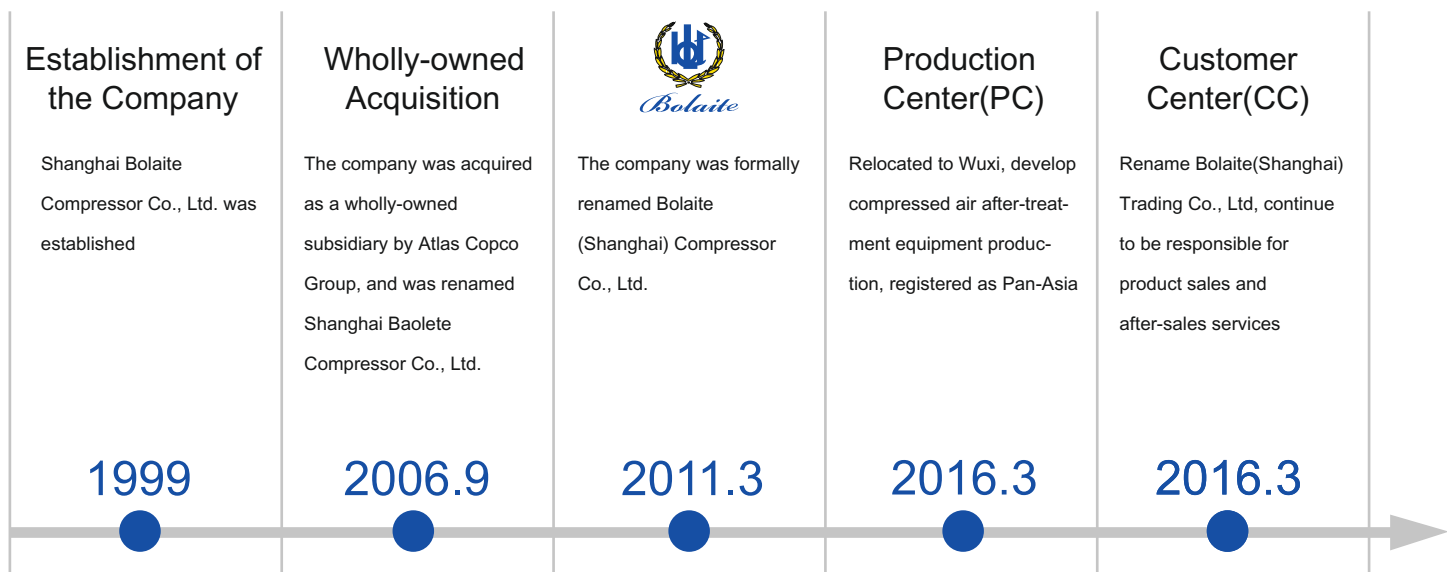 Establishment of
the Company
Shanghai Bolaite
Compressor Co., Ltd. was
established
1999
Wholly-owned
Acquisition
The company was acquired
as a wholly-owned
subsidiary by Atlas Copco
Group, and was renamed
Shanghai Baolete
Compressor Co., Ltd.
2006.9
Bolaite
The company was formally
renamed Bolaite
(Shanghai) Compressor
Co., Ltd.
2011.3
Production
Center(PC)
Relocated to Wuxi, develop
compressed air after-treat-
ment equipment produc-
tion, registered as Pan-Asia
2016.3
Customer
Center(CC)
Rename Bolaite(Shanghai)
Trading Co., Ltd, continue
to be responsible for
product sales and
after-sales services
2016.3